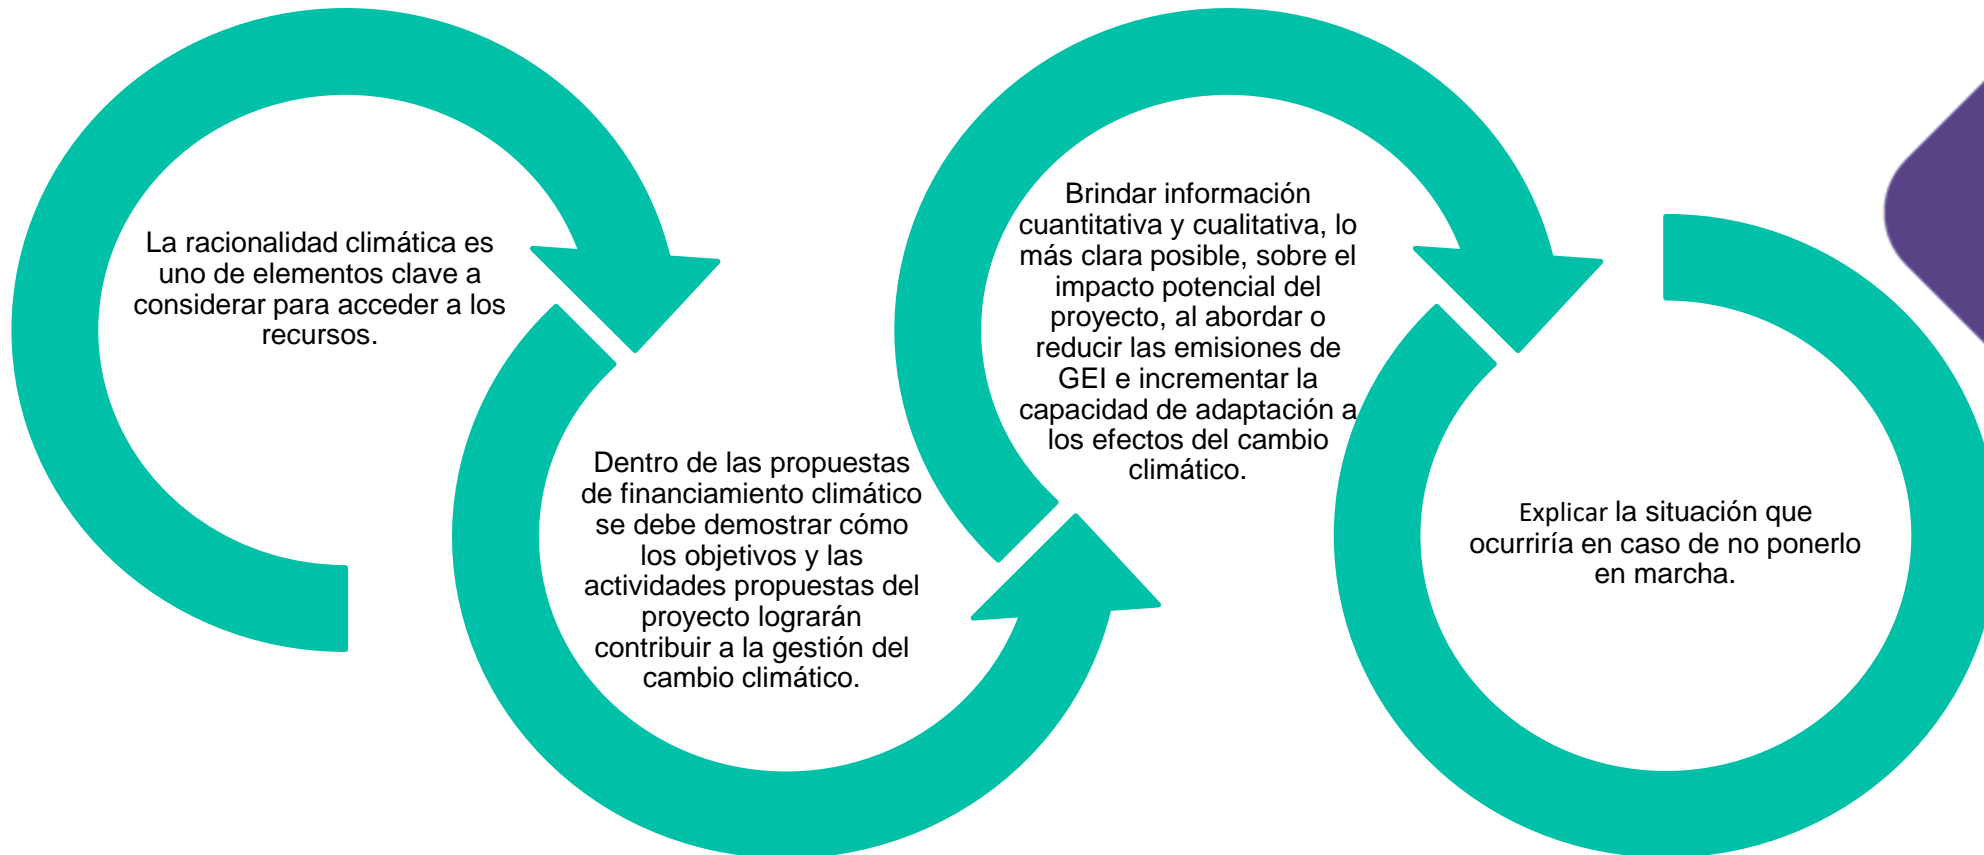 La racionalidad climática es
uno de elementos clave a
considerar para acceder a los
recursos.
Dentro de las propuestas
de financiamiento climático
se debe demostrar cómo
los objetivos y las
actividades propuestas del
proyecto lograrán
contribuir a la gestión del
cambio climático.
Brindar información
cuantitativa y cualitativa, lo
más clara posible, sobre el
impacto potencial del
proyecto, al abordar o
reducir las emisiones de
GEI e incrementar la
capacidad de adaptación a
los efectos del cambio
climático.
Explicar la situación que
ocurriría en caso de no ponerlo
en marcha.